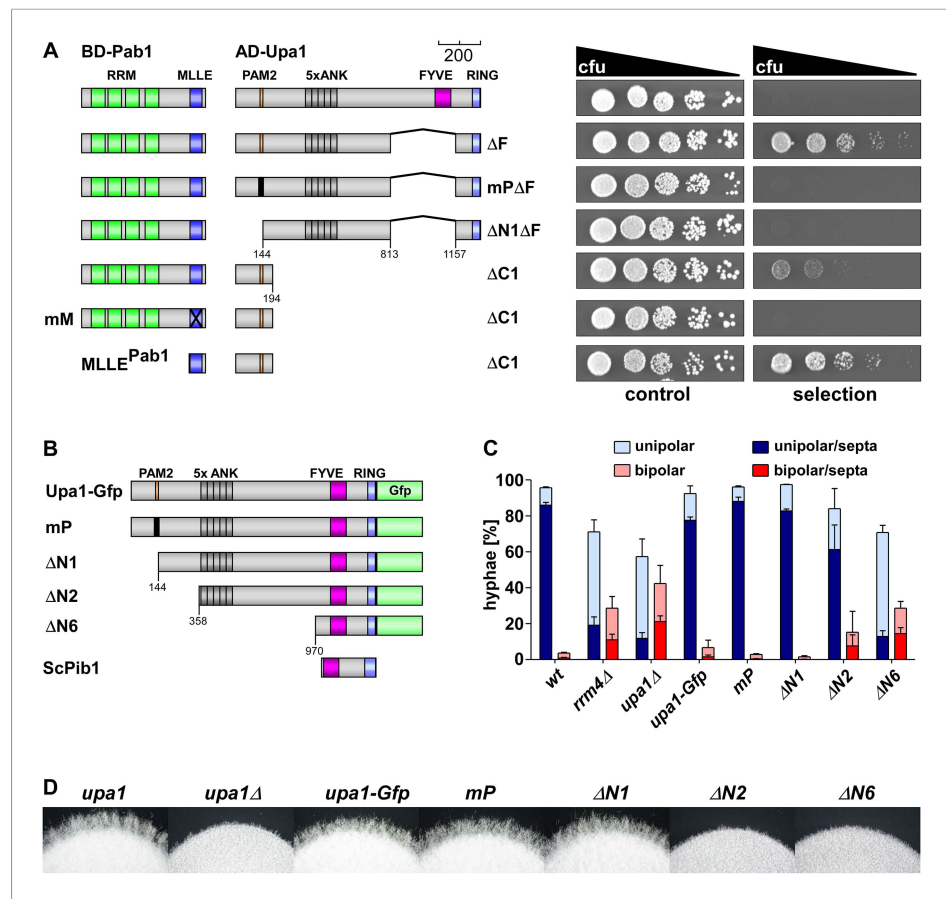 A BD-Pab1 AD-Upa1 200
RRM MLLE PAM2 5xANK FYVE RING
cfu cfu
ΔF
mPΔF
ΔN1ΔF
144 813 1157
ΔC1
194
mM ΔC1
MLLEPab1 ΔC1
control selection
B
PAM2 5x ANK FYVE RING
Upa1-Gfp Gfp
mP
ΔN1
144
ΔN2
358
ΔN6
970
ScPib1
C
unipolar unipolar/septa
bipolar bipolar/septa
hyphae [%]
100
80
60
40
20
0
wt rrm4Δ upa1Δ upa1-Gfp mP ΔN1 ΔN2 ΔN6
D upa1 upa1Δ upa1-Gfp mP ΔN1 ΔN2 ΔN6